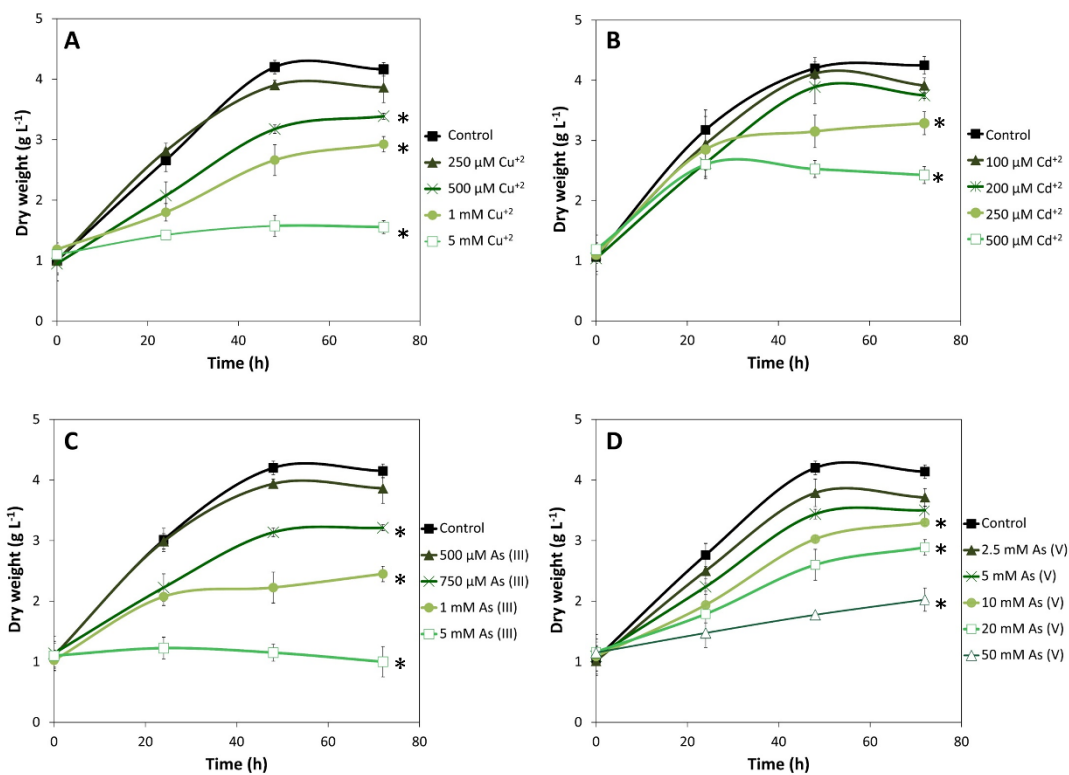 A
Dry weight (g L-1)
5
4
3
2
1
0
0
20
40
60
80
Time (h)
Control
250 µM Cu+2
500 µM Cu+2
1 mM Cu+2
5 mM Cu+2
*
*
*
B
Dry weight (g L-1)
5
4
3
2
1
0
0
20
40
60
80
Time (h)
Control
100 µM Cd+2
200 µM Cd+2
250 µM Cd+2
500 µM Cd+2
*
*
C
Dry weight (g L-1)
5
4
3
2
1
0
0
20
40
60
80
Time (h)
Control
500 µM As (III)
750 µM As (III)
1 mM As (III)
5 mM As (III)
*
*
*
D
Dry weight (g L-1)
5
4
3
2
1
0
0
20
40
60
80
Time (h)
Control
2.5 mM As (V)
5 mM As (V)
10 mM As (V)
20 mM As (V)
50 mM As (V)
*
*
*